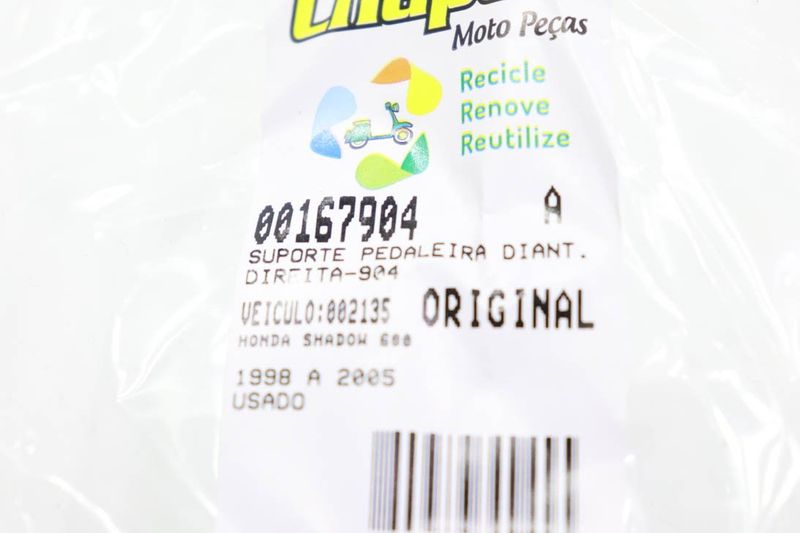 Moto Peças
Recicle
Renove
Reutilize
00167904 A
SUPORTE PEDALEIRA DIANT.
DIREITA-904
VEICULO:002135 ORIGINAL
HONDA SHADOW 600
1998 A 2005
USADO